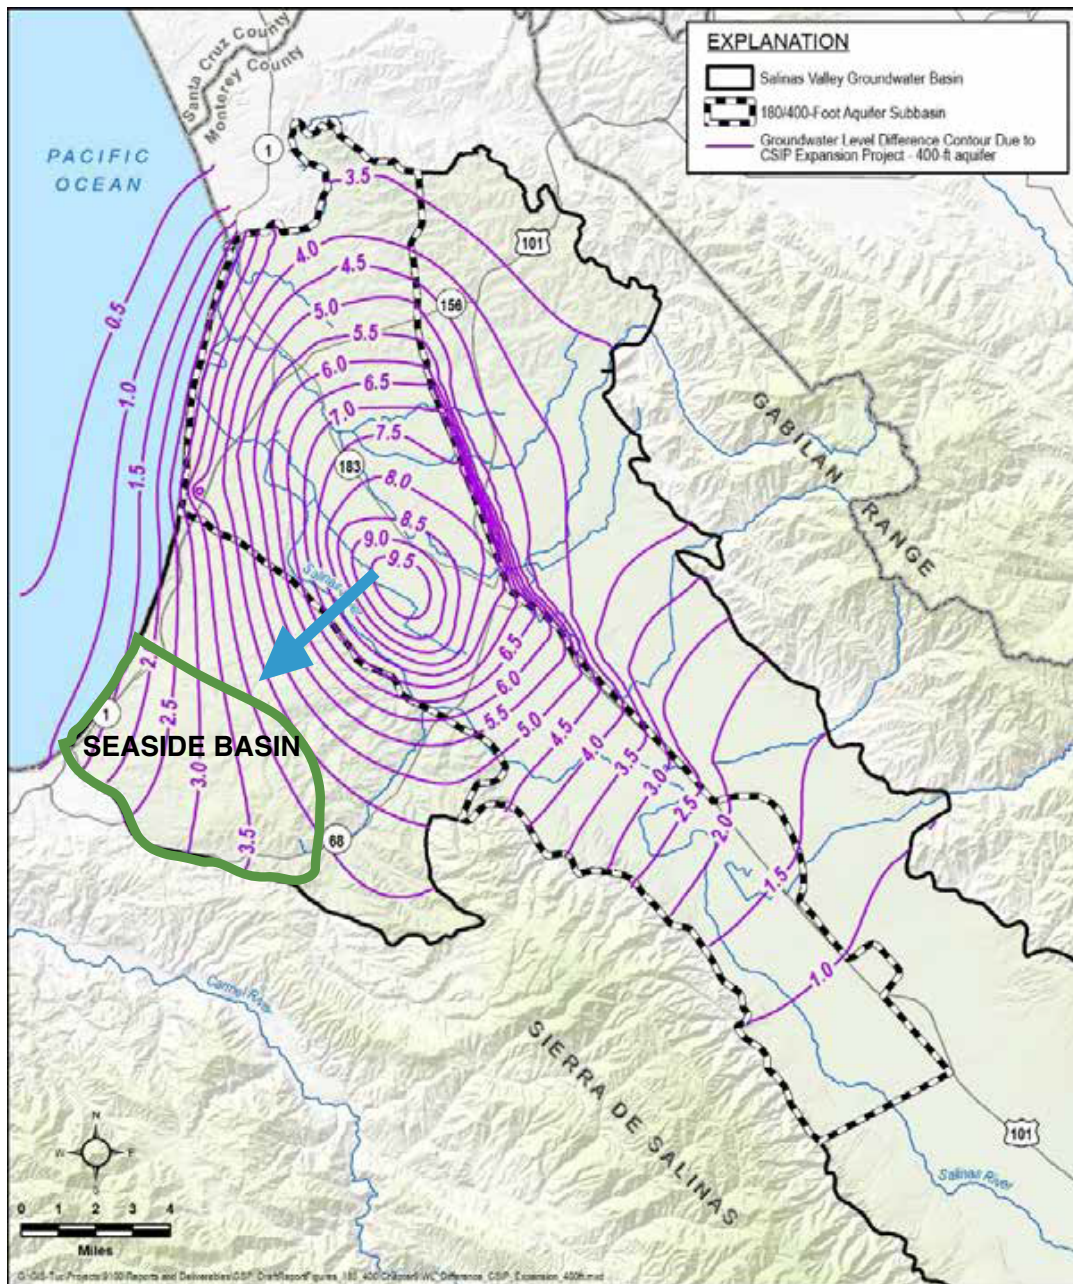 EXPLANATION
Salinas Valley Groundwater Basin
180/400-Foot Aquifer Subbasin
Groundwater Level Difference Contour Due to
CSIP Expansion Project - 400-ft aquifer
Santa Cruz County
Monterey County
PACIFIC
OCEAN
1
3.5
101
4.0
4.5
156
5.0
0.5
5.5
6.0
6.5
1.0
7.0
7.5
GABILAN
RANGE
183
1.5
8.0
8.5
9.0
9.5
Salinas
6.5
6.0
5.5
5.0
4.5
4.0
3.5
3.0
2.5
2.0
1.5
1.0
2.
1
2.5
SEASIDE BASIN
3.0
3.5
68
Carmel River
SIERRA DE SALINAS
101
Salinas River
N
W
E
S
0 1 2 3 4
Miles